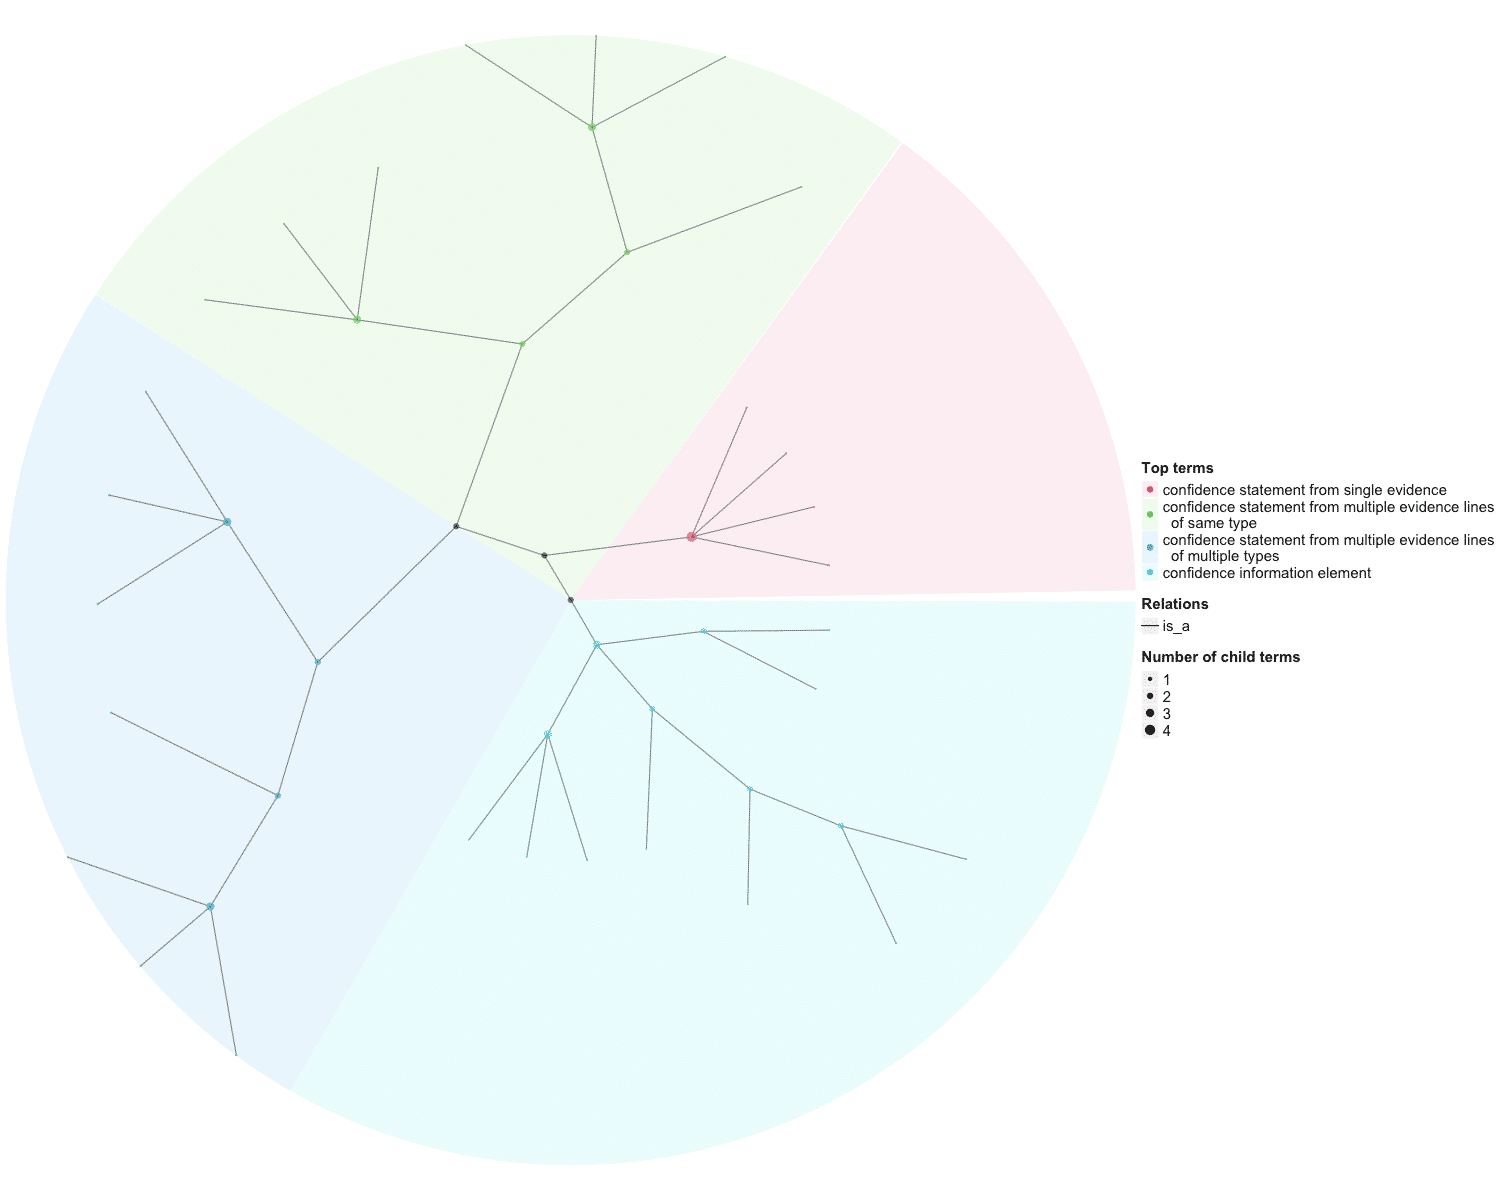 Top terms
confidence statement from single evidence
confidence statement from multiple evidence lines
of same type
confidence statement from multiple evidence lines
of multiple types
confidence information element
Relations
is_a
Number of child terms
1
2
3
4